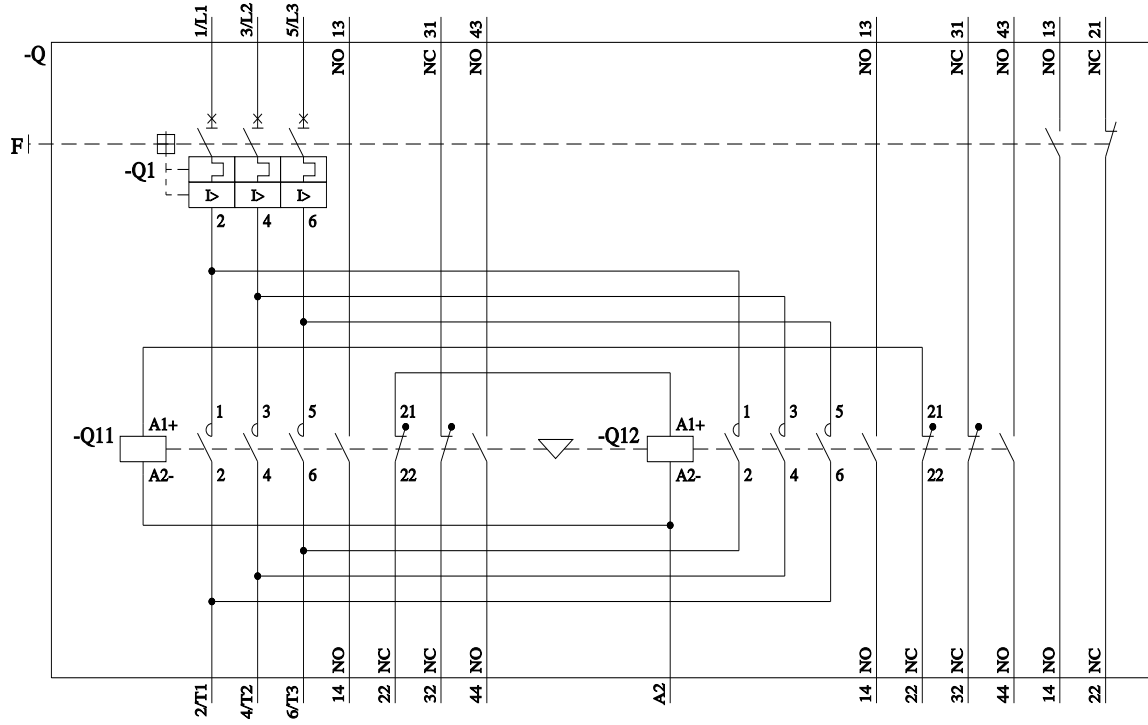 1/L1 3/L2 5/L3 13 31 43 13 31 43 13 21
-Q NO NC NO NO NC NO NO NC
F
-Q1
I> I> I>
2 4 6
1 3 5 21 1 3 5 21
-Q11 A1+ -Q12 A1+
A2- 2 4 6 22 A2- 2 4 6 22
NO NC NC NO NO NC NC NO NO NC
2/T1 4/T2 6/T3 14 22 32 44 A2 14 22 32 44 14 22